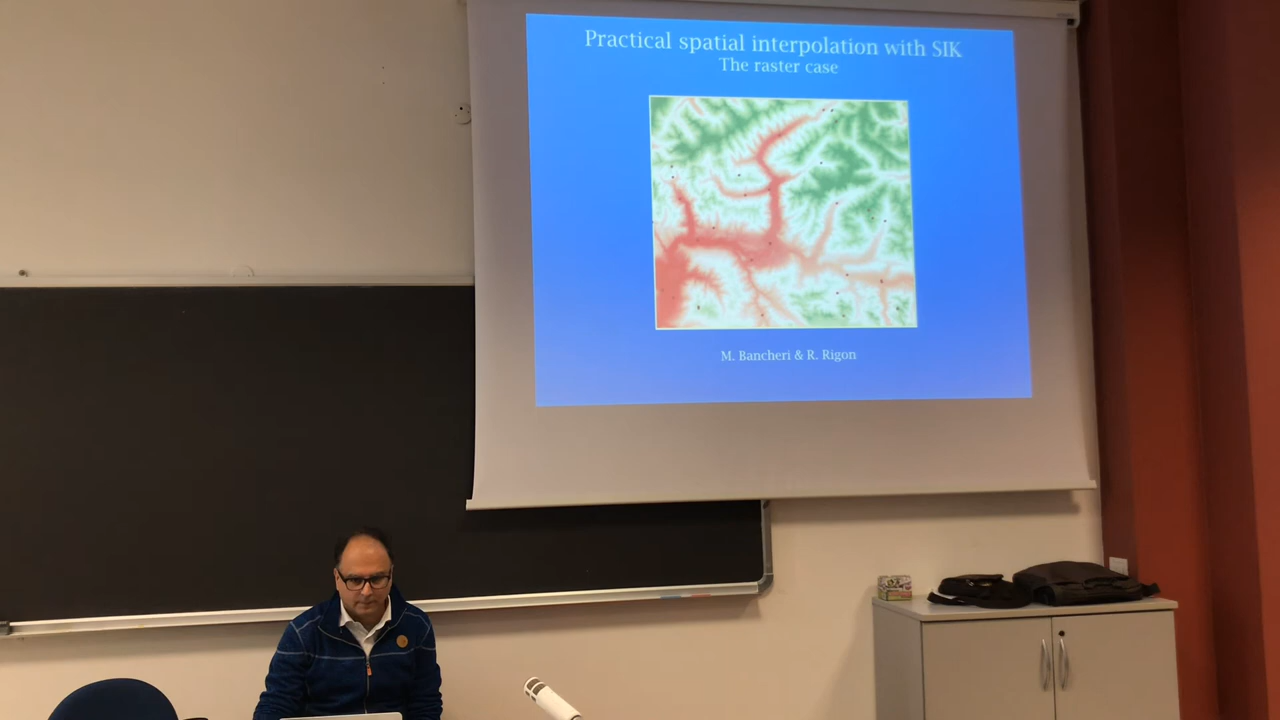 Practical spatial interpolation with SIK
The raster case
M. Bancheri & R. Rigon